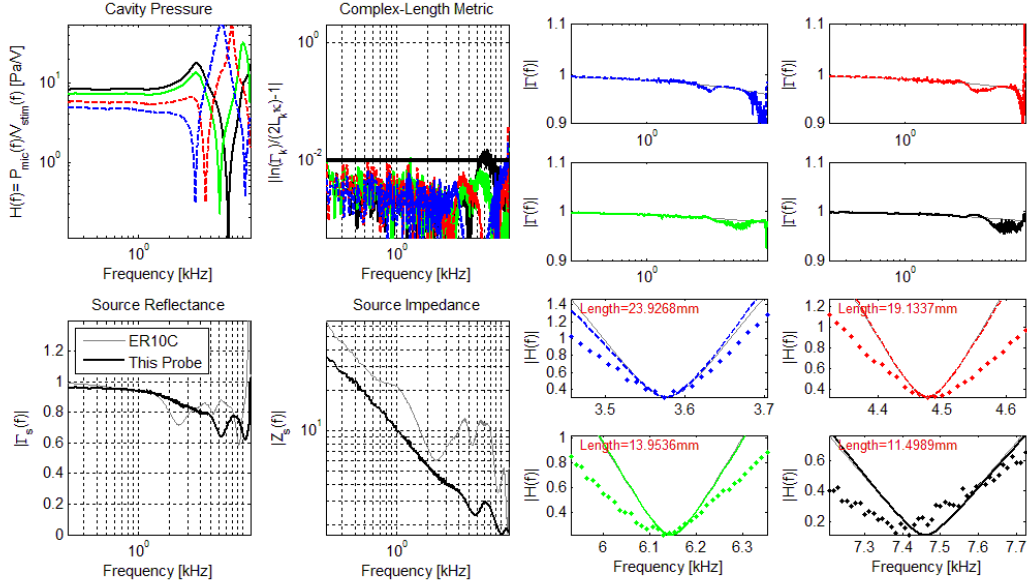 Cavity Pressure
H(f)= P_mic(f)/V_stim(f) [Pa/V]
10^1
10^0
10^0
Frequency [kHz]
Complex-Length Metric
||ln(Γ_k)/(2L_k)-1||
10^0
10^-2
10^0
Frequency [kHz]
|Γ(f)|
1.1
1
0.9
10^0
|Γ(f)|
1.1
1
0.9
10^0
|Γ(f)|
1.1
1
0.9
10^0
|Γ(f)|
1.1
1
0.9
10^0
Source Reflectance
ER10C
This Probe
|Γ_s(f)|
1.2
1
0.8
0.6
0.4
0.2
0
10^0
Frequency [kHz]
Source Impedance
|Z_s(f)|
10^1
10^0
Frequency [kHz]
Length=23.9268mm
|H(f)|
1.4
1.2
1
0.8
0.6
0.4
3.5
3.6
3.7
Length=19.1337mm
|H(f)|
1.2
1
0.8
0.6
0.4
4.4
4.5
4.6
|H(f)|
1
0.8
0.6
0.4
6
6.1
6.2
6.3
Frequency [kHz]
Length=13.9536mm
Length=11.4989mm
|H(f)|
0.6
0.4
0.2
7.3
7.4
7.5
7.6
7.7
Frequency [kHz]